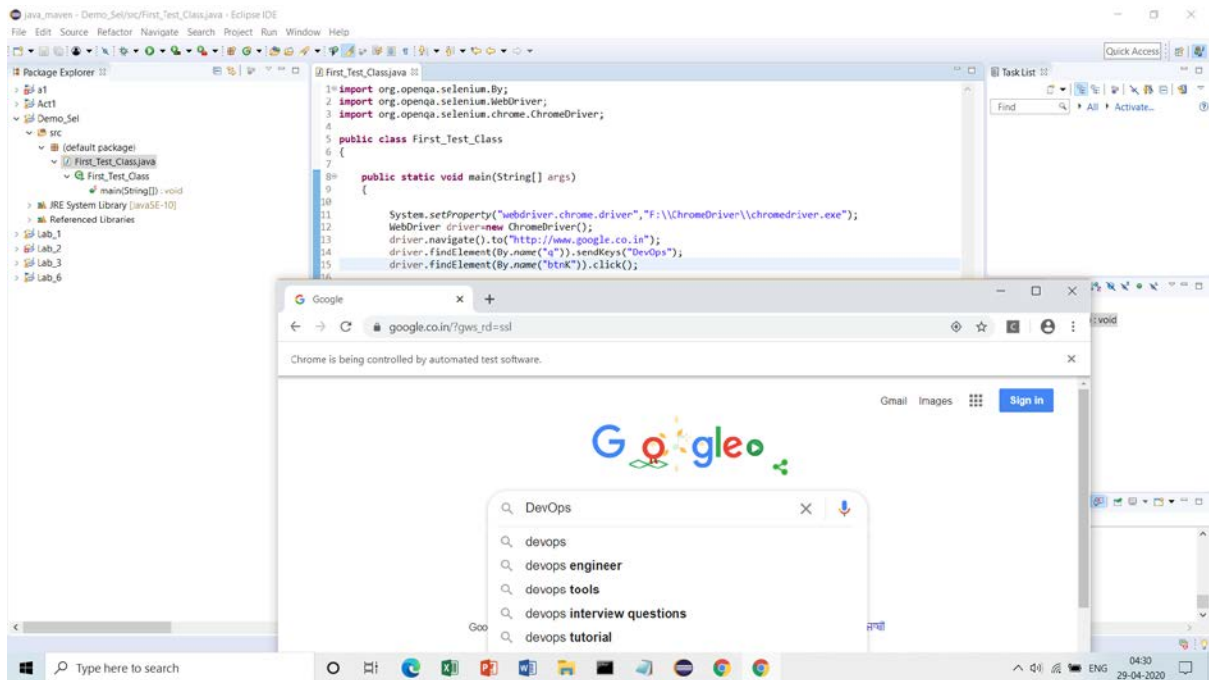 java_maven - Demo_Sel/src/First_Test_Class.java - Eclipse IDE
File Edit Source Refactor Navigate Search Project Run Window Help
Quick Access
Package Explorer
a1
Act1
Demo_Sel
src
(default package)
First_Test_Class.java
First_Test_Class
main(String[]) : void
JRE System Library [JavaSE-10]
Referenced Libraries
Lab_1
Lab_2
Lab_3
Lab_6
First_Test_Class.java
1 import org.openqa.selenium.By;
2 import org.openqa.selenium.WebDriver;
3 import org.openqa.selenium.chrome.ChromeDriver;
4
5 public class First_Test_Class
6 {
7
8 public static void main(String[] args)
9 {
10
11 System.setProperty("webdriver.chrome.driver","F:\\ChromeDriver\\chromedriver.exe");
12 WebDriver driver=new ChromeDriver();
13 driver.navigate().to("http://www.google.co.in");
14 driver.findElement(By.name("q")).sendKeys("DevOps");
15 driver.findElement(By.name("btnK")).click();
16
Task List
Find All Activate...
: void
Google
google.co.in/?gws_rd=ssl
Chrome is being controlled by automated test software.
Gmail Images Sign in
Google
DevOps
devops
devops engineer
devops tools
devops interview questions
devops tutorial
Goo
Type here to search
ENG
04:30
29-04-2020